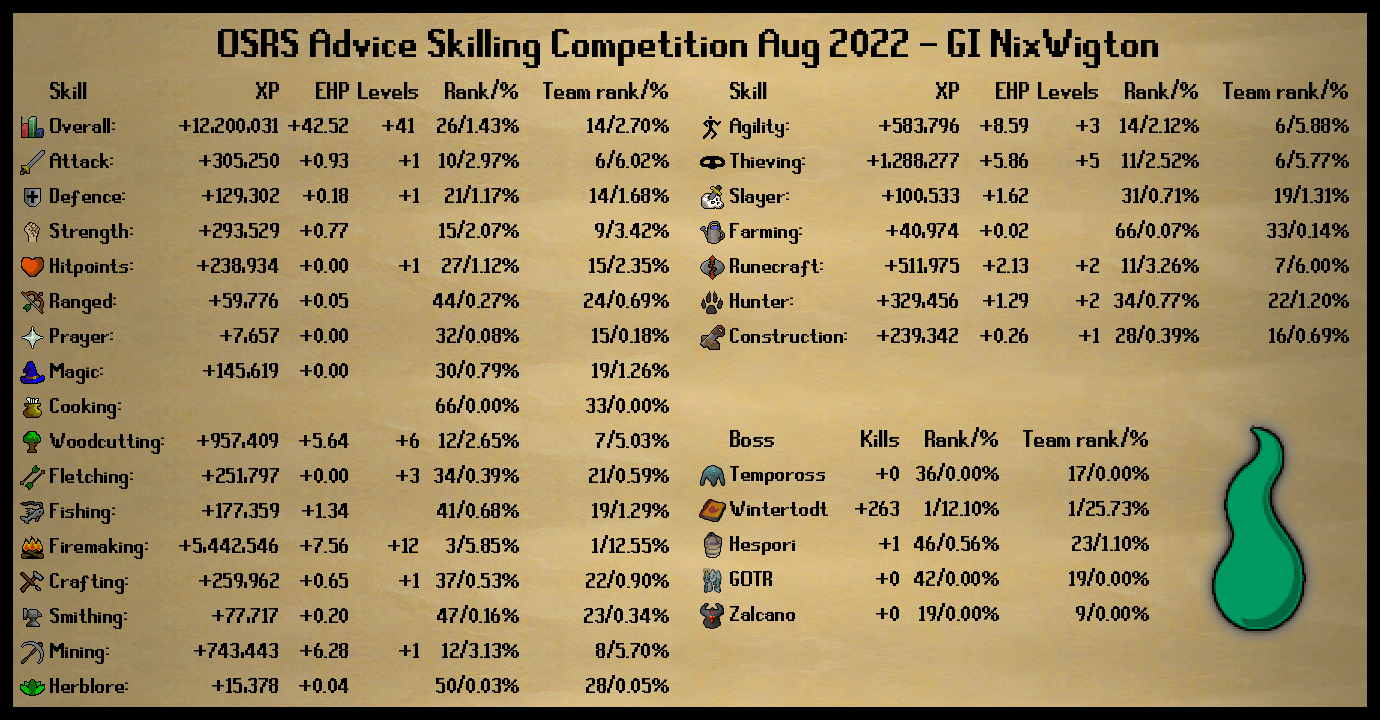 OSRS Advice Skilling Competition Aug 2022 - GI NixWigton
Skill XP EHP Levels Rank/% Team rank/%
Overall: +12,200,031 +42.52 +41 26/1.43% 14/2.70%
Attack: +305,250 +0.93 +1 10/2.97% 6/6.02%
Defence: +129,302 +0.18 +1 21/1.17% 14/1.68%
Strength: +293,529 +0.77 15/2.07% 9/3.42%
Hitpoints: +238,934 +0.00 +1 27/1.12% 15/2.35%
Ranged: +59,776 +0.05 44/0.27% 24/0.69%
Prayer: +7,657 +0.00 32/0.08% 15/0.18%
Magic: +145,619 +0.00 30/0.79% 19/1.26%
Cooking: 66/0.00% 33/0.00%
Woodcutting: +957,409 +5.64 +6 12/2.65% 7/5.03%
Fletching: +251,797 +0.00 +3 34/0.39% 21/0.59%
Fishing: +177,359 +1.34 41/0.68% 19/1.29%
Firemaking: +5,442,546 +7.56 +12 3/5.85% 1/12.55%
Crafting: +259,962 +0.65 +1 37/0.53% 22/0.90%
Smithing: +77,717 +0.20 47/0.16% 23/0.34%
Mining: +743,443 +6.28 +1 12/3.13% 8/5.70%
Herblore: +15,378 +0.04 50/0.03% 28/0.05%
Skill XP EHP Levels Rank/% Team rank/%
Agility: +583,796 +8.59 +3 14/2.12% 6/5.88%
Thieving: +1,288,277 +5.86 +5 11/2.52% 6/5.77%
Slayer: +100,533 +1.62 31/0.71% 19/1.31%
Farming: +40,974 +0.02 66/0.07% 33/0.14%
Runecraft: +511,975 +2.13 +2 11/3.26% 7/6.00%
Hunter: +329,456 +1.29 +2 34/0.77% 22/1.20%
Construction: +239,342 +0.26 +1 28/0.39% 16/0.69%
Boss Kills Rank/% Team rank/%
Tempoross +0 36/0.00% 17/0.00%
Wintertodt +263 1/12.10% 1/25.73%
Hespori +1 46/0.56% 23/1.10%
GOTR +0 42/0.00% 19/0.00%
Zalcano +0 19/0.00% 9/0.00%